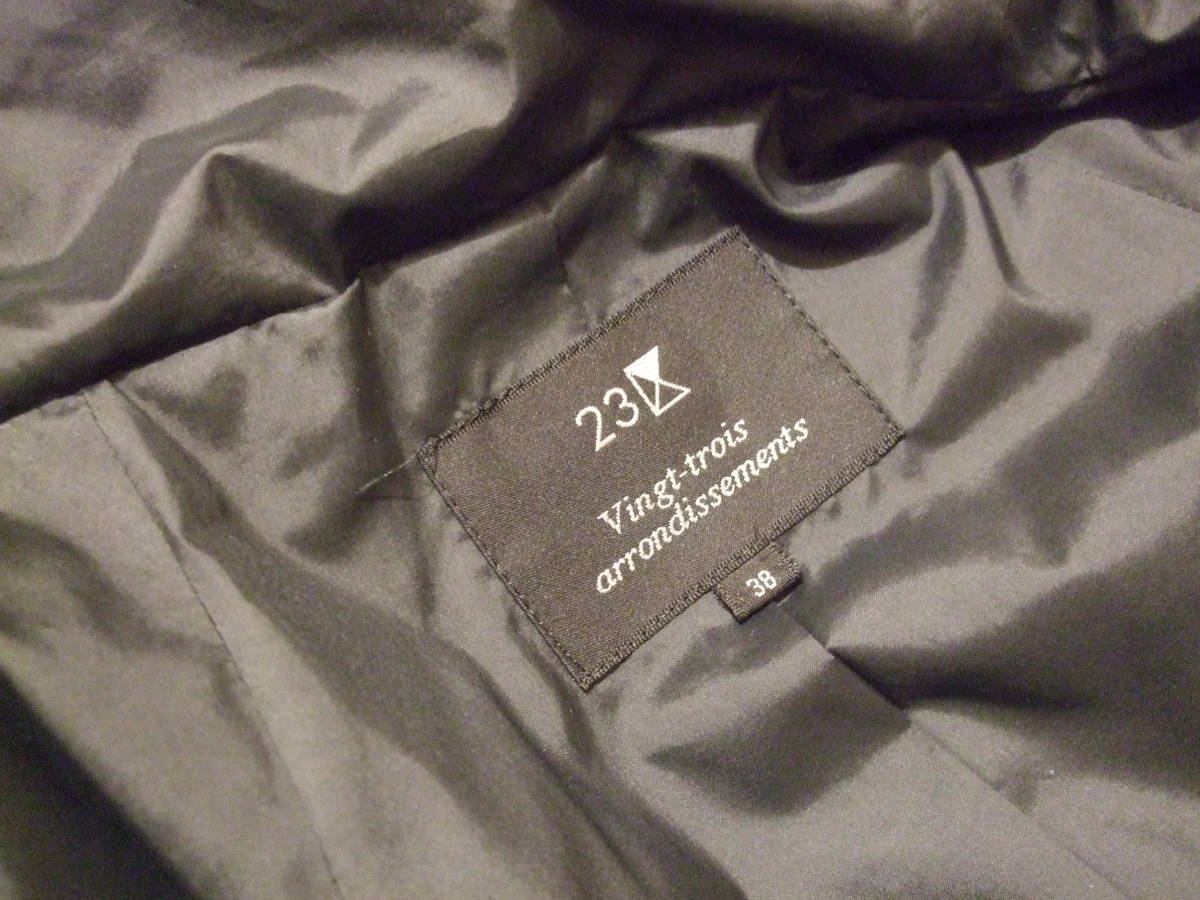 23
Vingt-trois
arrondissements
38